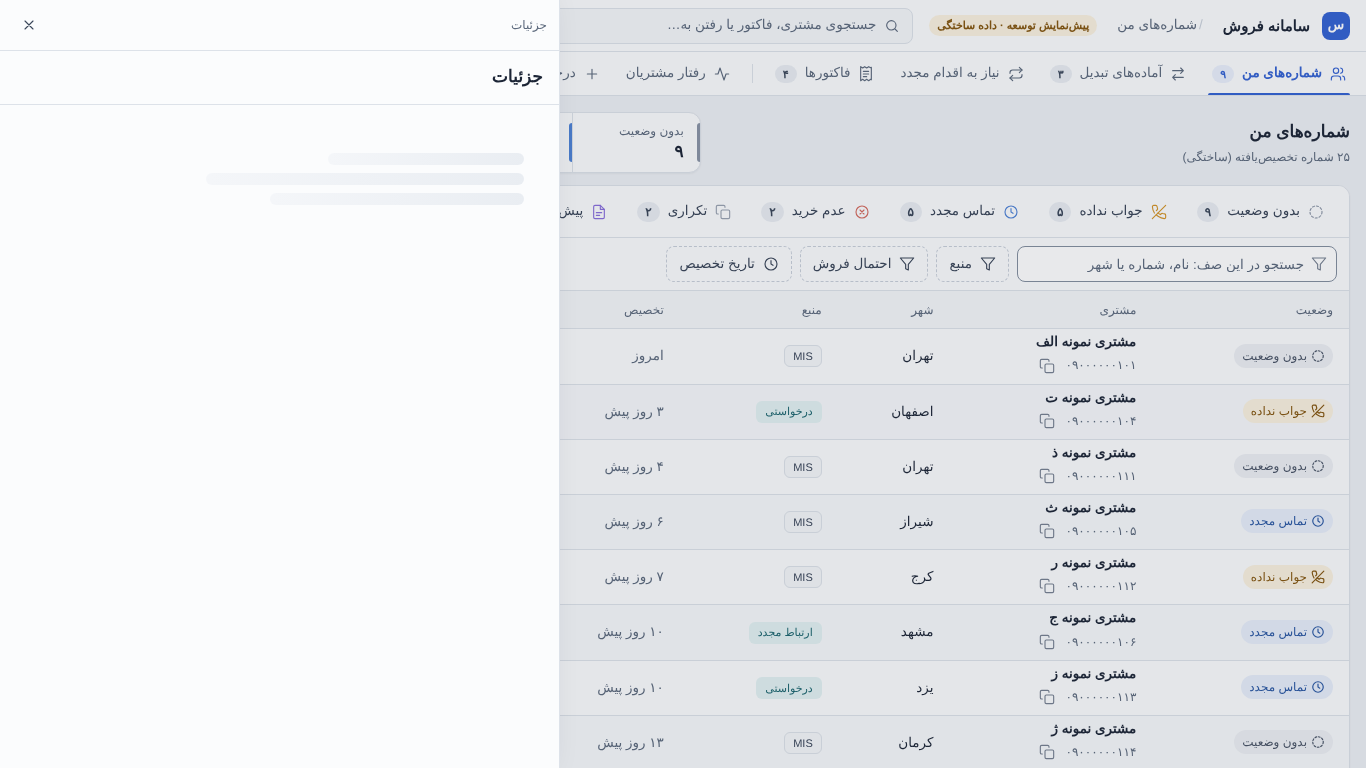 س
سامانه فروش
/ شماره‌های من
پیش‌نمایش توسعه · داده ساختگی
جستجوی مشتری، فاکتور یا رفتن به…
شماره‌های من ۹
آماده‌های تبدیل ۳
نیاز به اقدام مجدد
فاکتورها ۴
رفتار مشتریان
شماره‌های من
۲۵ شماره تخصیص‌یافته (ساختگی)
بدون وضعیت
۹
بدون وضعیت ۹
جواب نداده ۵
تماس مجدد ۵
عدم خرید ۲
تکراری ۲
پیش
جستجو در این صف: نام، شماره یا شهر
منبع
احتمال فروش
تاریخ تخصیص
وضعیت مشتری شهر منبع تخصیص
بدون وضعیت مشتری نمونه الف ۰۹۰۰۰۰۰۰۱۰۱ تهران MIS امروز
جواب نداده مشتری نمونه ت ۰۹۰۰۰۰۰۰۱۰۴ اصفهان درخواستی ۳ روز پیش
بدون وضعیت مشتری نمونه ذ ۰۹۰۰۰۰۰۰۱۱۱ تهران MIS ۴ روز پیش
تماس مجدد مشتری نمونه ث ۰۹۰۰۰۰۰۰۱۰۵ شیراز MIS ۶ روز پیش
جواب نداده مشتری نمونه ر ۰۹۰۰۰۰۰۰۱۱۲ کرج MIS ۷ روز پیش
تماس مجدد مشتری نمونه ج ۰۹۰۰۰۰۰۰۱۰۶ مشهد ارتباط مجدد ۱۰ روز پیش
تماس مجدد مشتری نمونه ز ۰۹۰۰۰۰۰۰۱۱۳ یزد درخواستی ۱۰ روز پیش
بدون وضعیت مشتری نمونه ژ ۰۹۰۰۰۰۰۰۱۱۴ کرمان MIS ۱۳ روز پیش
جزئیات
جزئیات